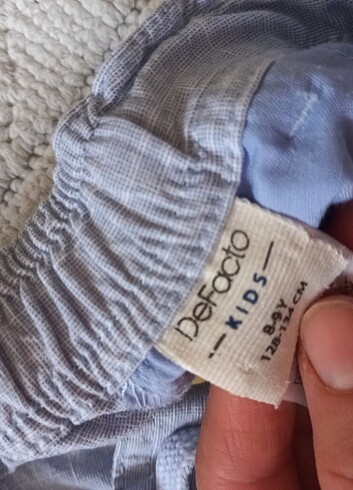 DeFacto
— KIDS —
8-9Y
128-134 CM